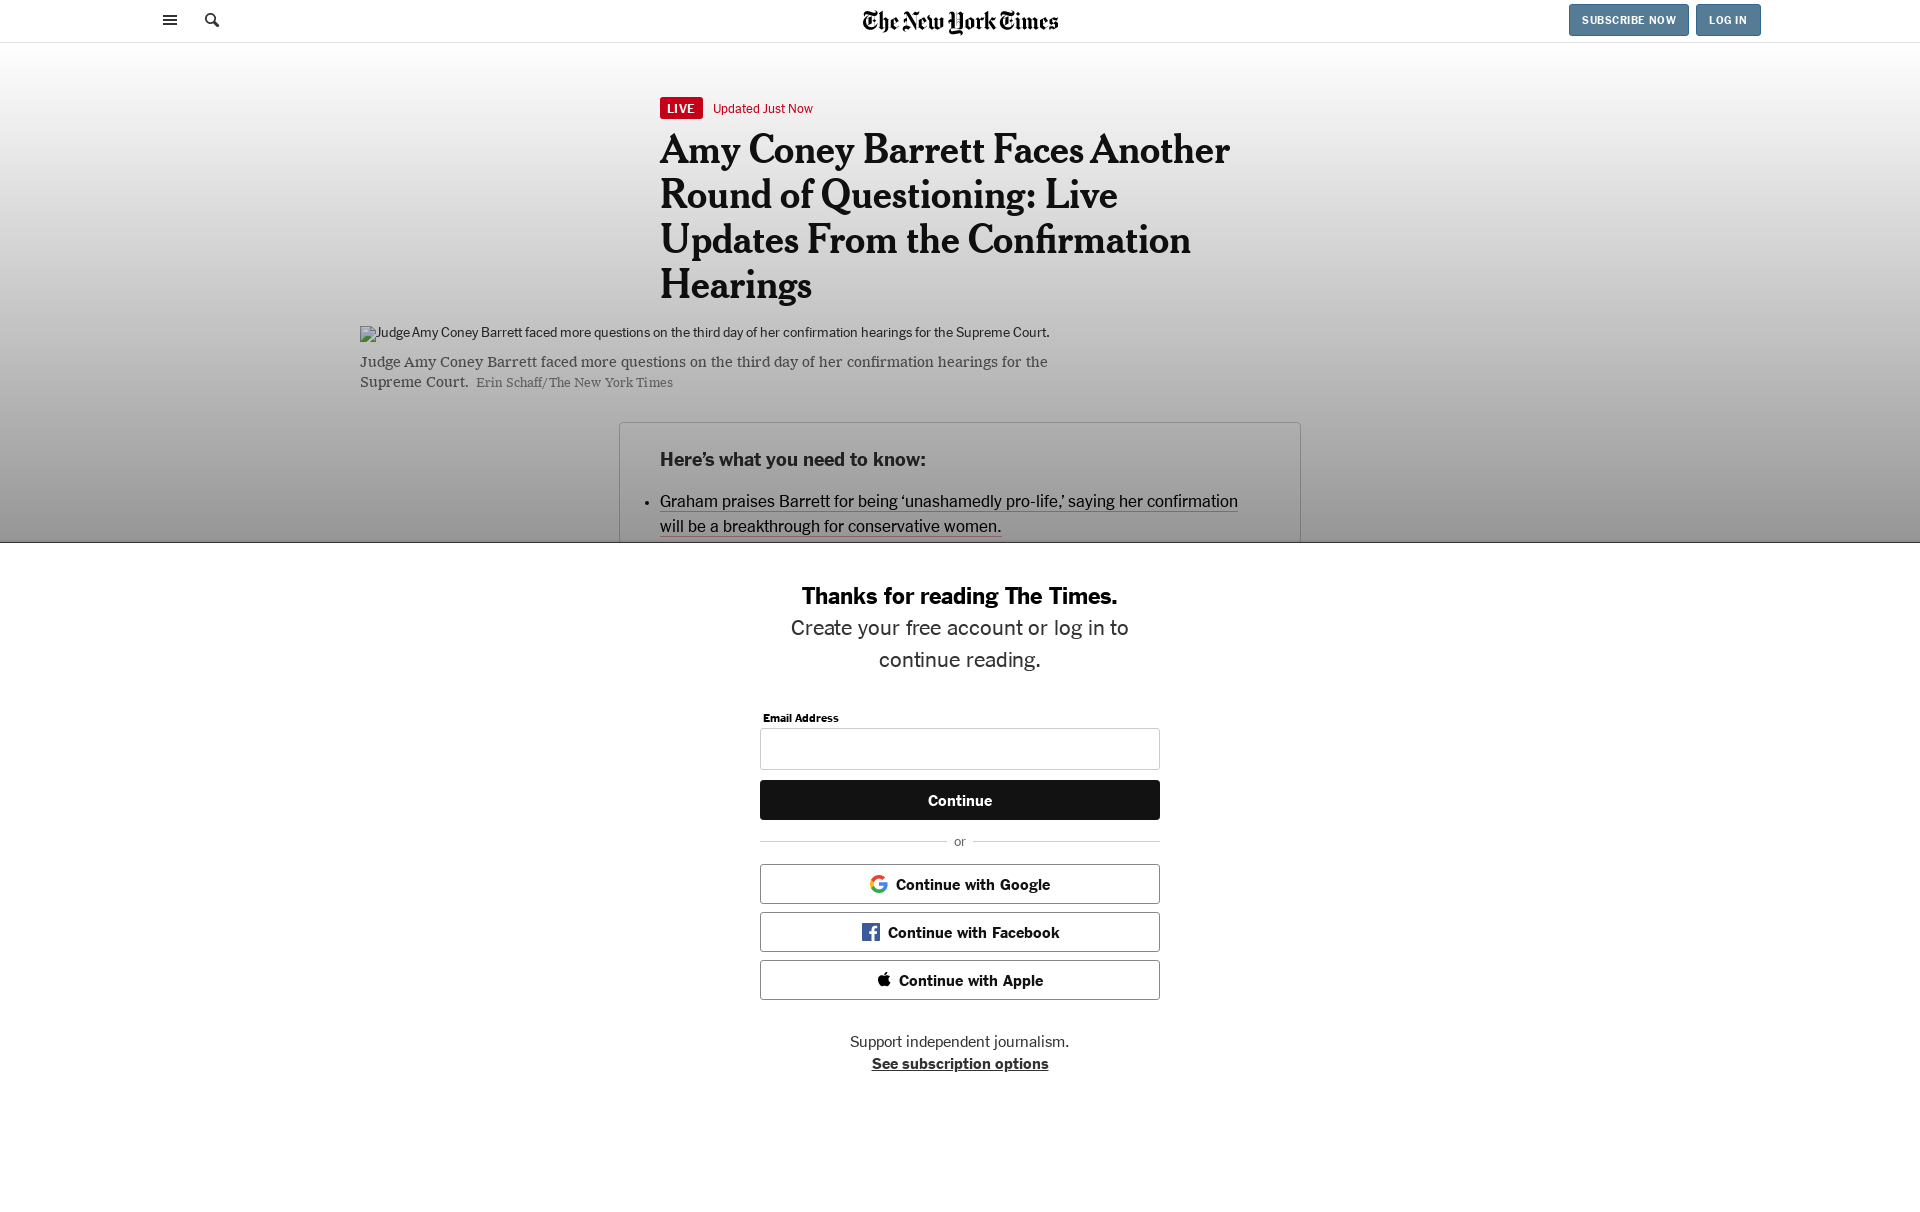 The New York Times
SUBSCRIBE NOW
LOG IN
LIVE
Updated Just Now
Amy Coney Barrett Faces Another
Round of Questioning: Live
Updates From the Confirmation
Hearings
Judge Amy Coney Barrett faced more questions on the third day of her confirmation hearings for the Supreme Court.
Judge Amy Coney Barrett faced more questions on the third day of her confirmation hearings for the
Supreme Court. Erin Schaff/The New York Times
Here’s what you need to know:
• Graham praises Barrett for being ‘unashamedly pro-life,’ saying her confirmation
will be a breakthrough for conservative women.
Thanks for reading The Times.
Create your free account or log in to
continue reading.
Email Address
Continue
or
Continue with Google
Continue with Facebook
Continue with Apple
Support independent journalism.
See subscription options